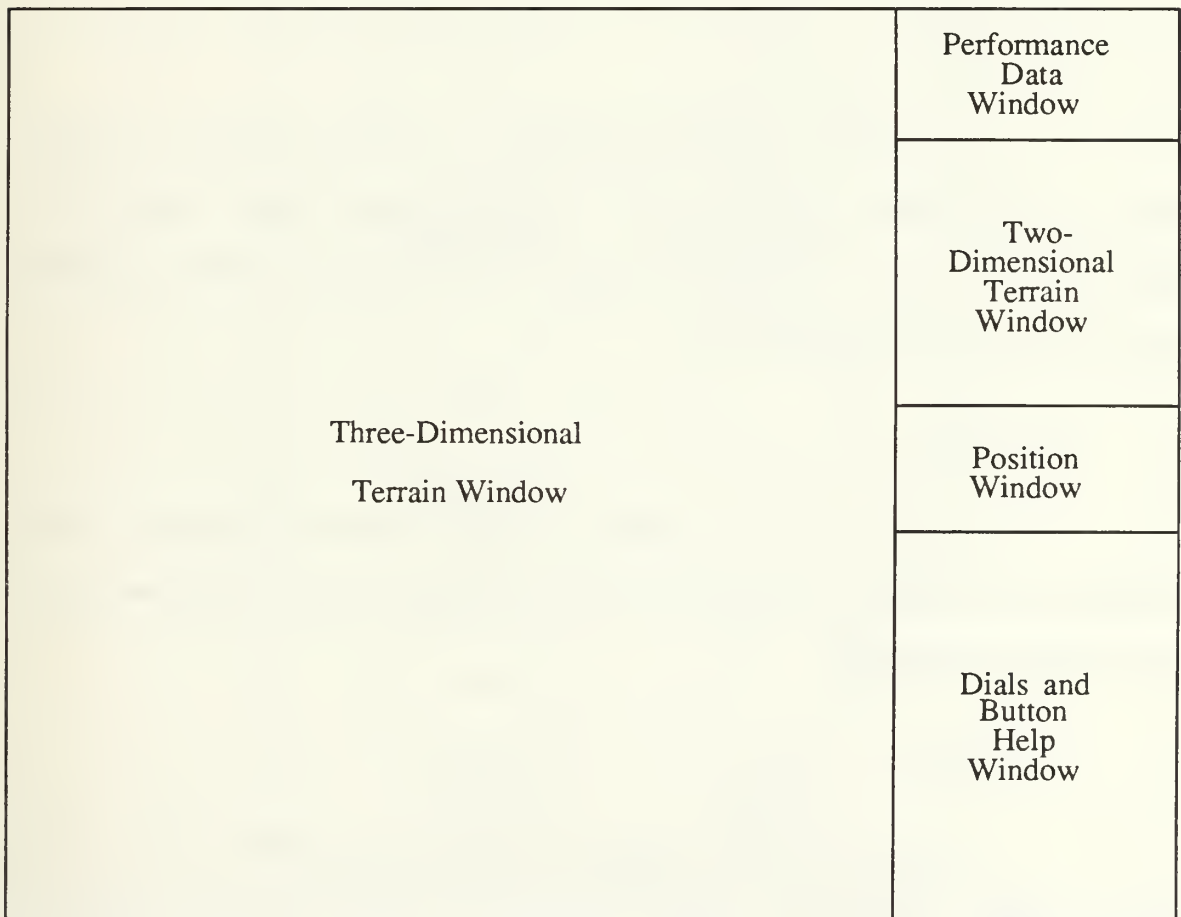 Three-Dimensional
Terrain Window
Performance
Data
Window
Two-
Dimensional
Terrain
Window
Position
Window
Dials and
Button
Help
Window